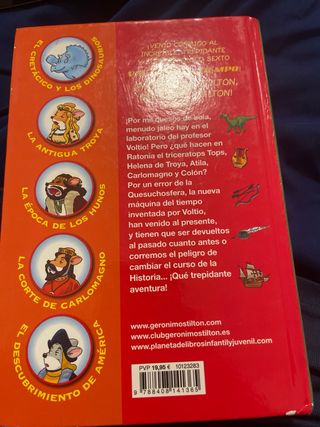 ¡VENID CONMIGO AL
SEXTO
¡Por mil quesos de bola,
menudo jaleo hay en el
laboratorio del profesor
Voltio! Pero ¿qué hacen en
Ratonia el triceratops Tops,
Helena de Troya, Atila,
Carlomagno y Colón?
Por un error de la
Quesuchosfera, la nueva
máquina del tiempo
inventada por Voltio,
han venido al presente,
y tienen que ser devueltos
al pasado cuanto antes o
corremos el peligro de
cambiar el curso de la
Historia... ¡Qué trepidante
aventura!
EL CRETÁCICO Y LOS DINOSAURIOS
LA ANTIGUA TROYA
LA ÉPOCA DE LOS HUNOS
LA CORTE DE CARLOMAGNO
EL DESCUBRIMIENTO DE AMÉRICA
www.geronimostilton.com
www.clubgeronimostilton.es
www.planetadelibrosinfantilyjuvenil.com
PVP 19,95 € 10123283
9 788408 141365